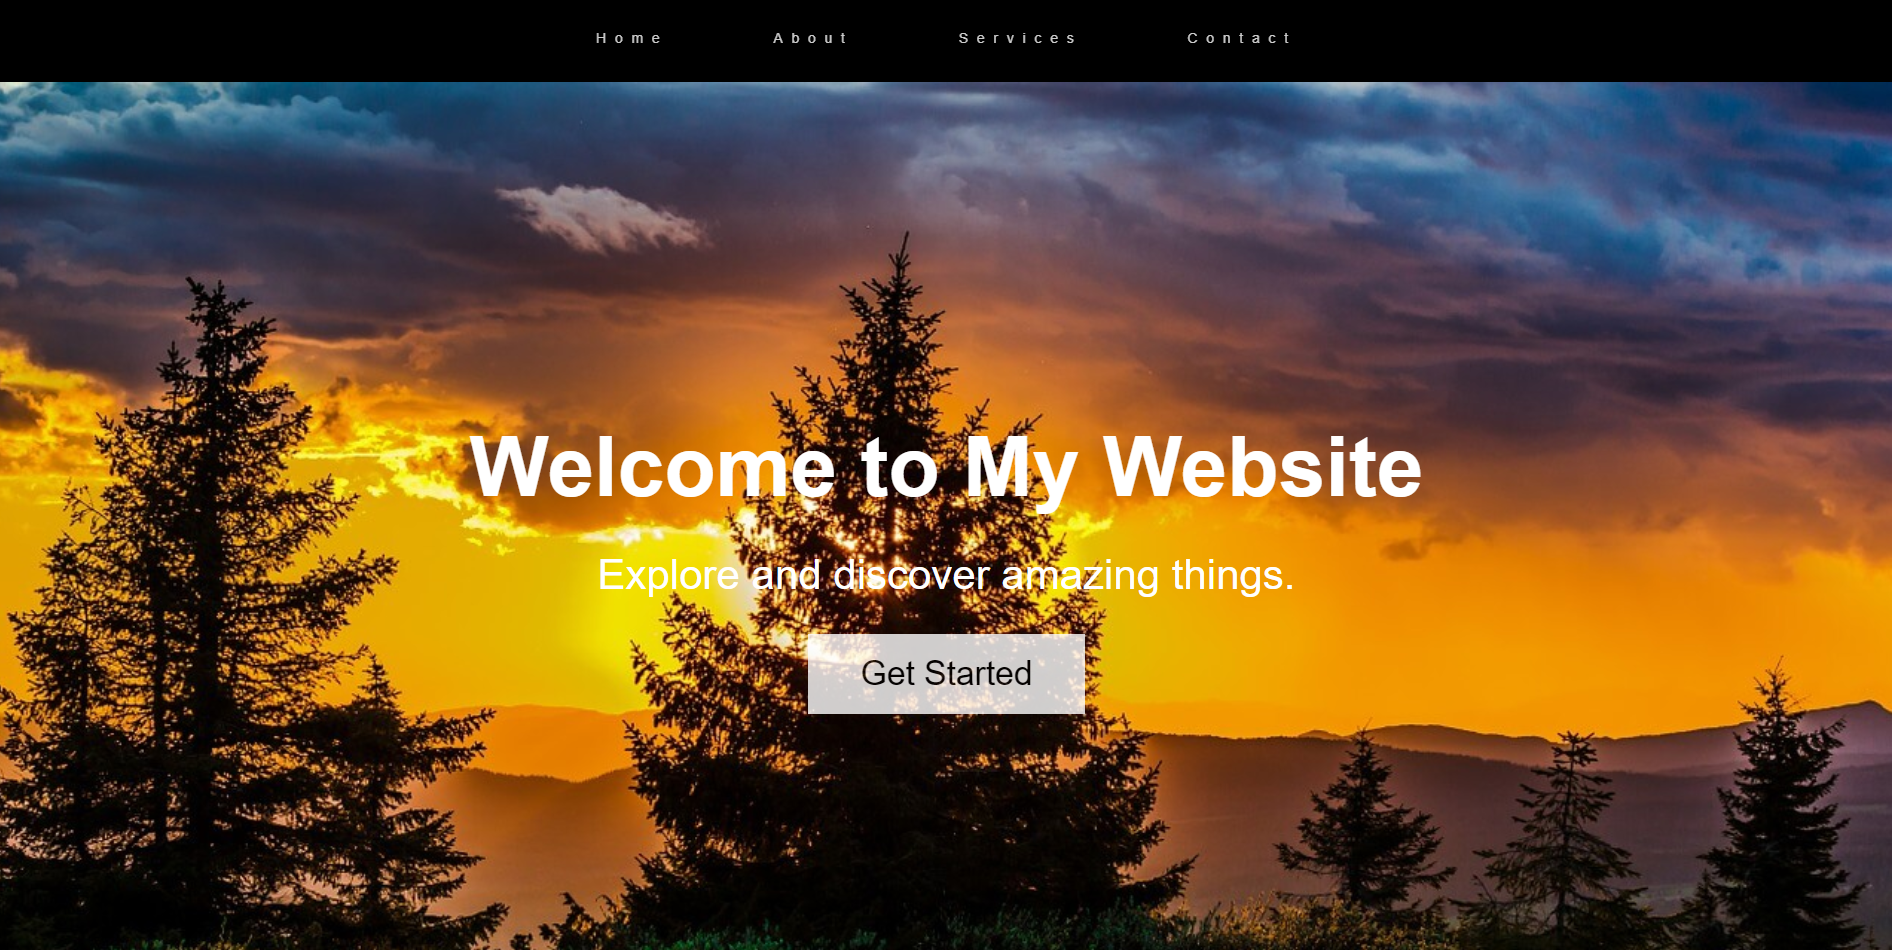 Home About Services Contact
Welcome to My Website
Explore and discover amazing things.
Get Started